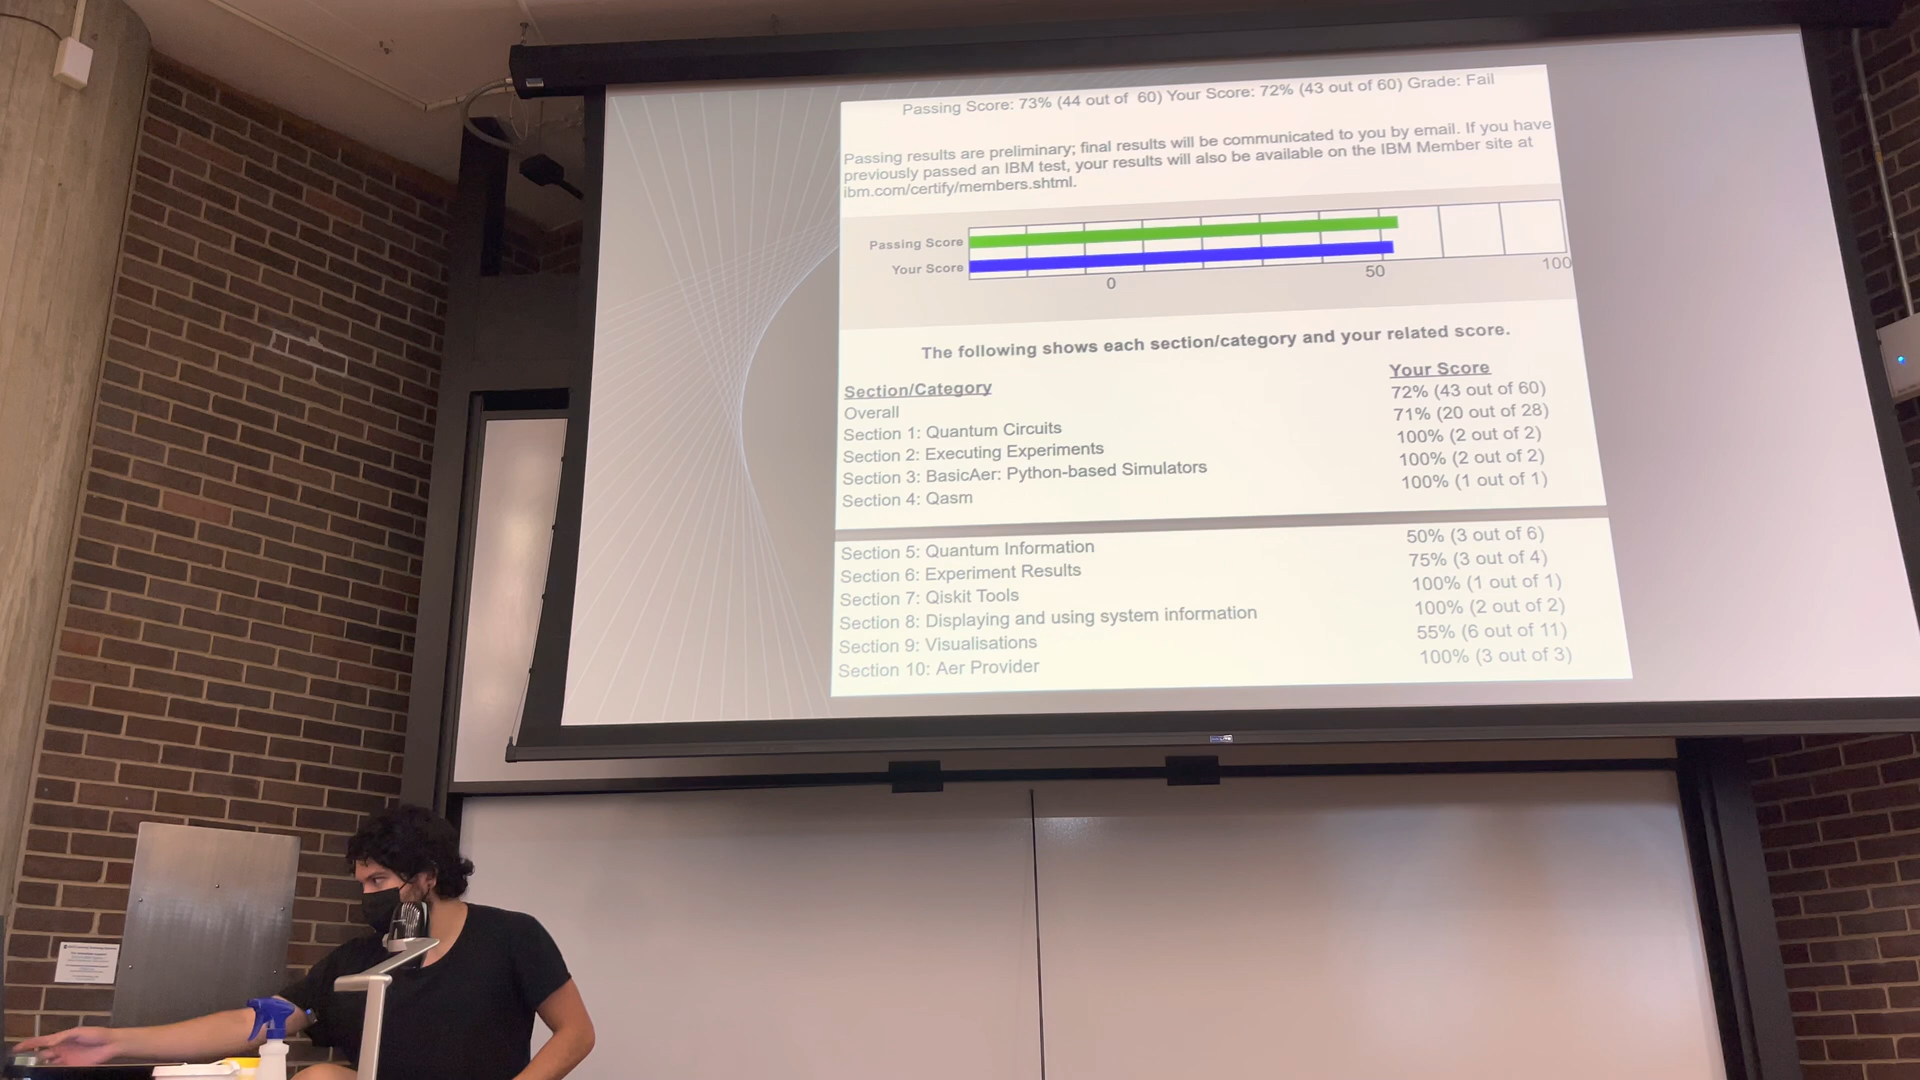 Passing Score: 73% (44 out of 60) Your Score: 72% (43 out of 60) Grade: Fail
Passing results are preliminary; final results will be communicated to you by email. If you have
previously passed an IBM test, your results will also be available on the IBM Member site at
ibm.com/certify/members.shtml.
Passing Score
Your Score
0 50 100
The following shows each section/category and your related score.
Section/Category Your Score
Overall 72% (43 out of 60)
Section 1: Quantum Circuits 71% (20 out of 28)
Section 2: Executing Experiments 100% (2 out of 2)
Section 3: BasicAer: Python-based Simulators 100% (2 out of 2)
Section 4: Qasm 100% (1 out of 1)
Section 5: Quantum Information 50% (3 out of 6)
Section 6: Experiment Results 75% (3 out of 4)
Section 7: Qiskit Tools 100% (1 out of 1)
Section 8: Displaying and using system information 100% (2 out of 2)
Section 9: Visualisations 55% (6 out of 11)
Section 10: Aer Provider 100% (3 out of 3)